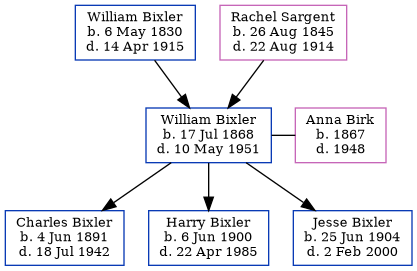 William Bixler
b. 6 May 1830
d. 14 Apr 1915
Rachel Sargent
b. 26 Aug 1845
d. 22 Aug 1914
William Bixler
b. 17 Jul 1868
d. 10 May 1951
Anna Birk
b. 1867
d. 1948
Charles Bixler
b. 4 Jun 1891
d. 18 Jul 1942
Harry Bixler
b. 6 Jun 1900
d. 22 Apr 1985
Jesse Bixler
b. 25 Jun 1904
d. 2 Feb 2000